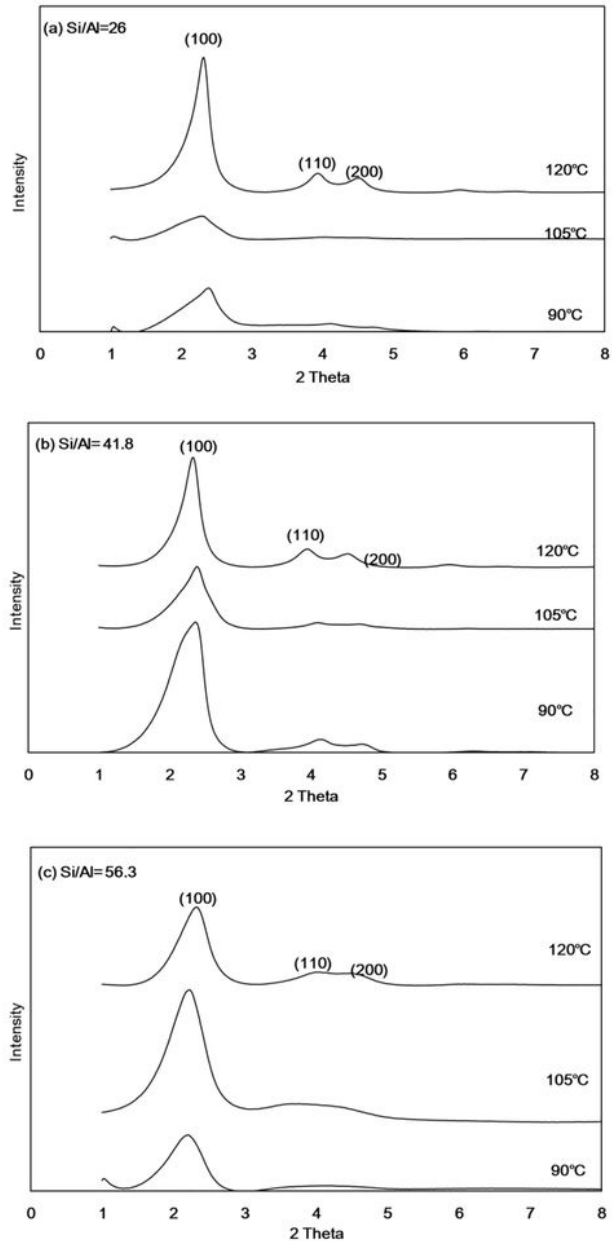 (a) Si/Al=26
(100)
(110)
(200)
120℃
105℃
90℃
Intensity
0 1 2 3 4 5 6 7 8
2 Theta
(b) Si/Al= 41.8
(100)
(110)
(200)
120℃
105℃
90℃
Intensity
0 1 2 3 4 5 6 7 8
2 Theta
(c) Si/Al= 56.3
(100)
(110)
(200)
120℃
105℃
90℃
Intensity
0 1 2 3 4 5 6 7 8
2 Theta